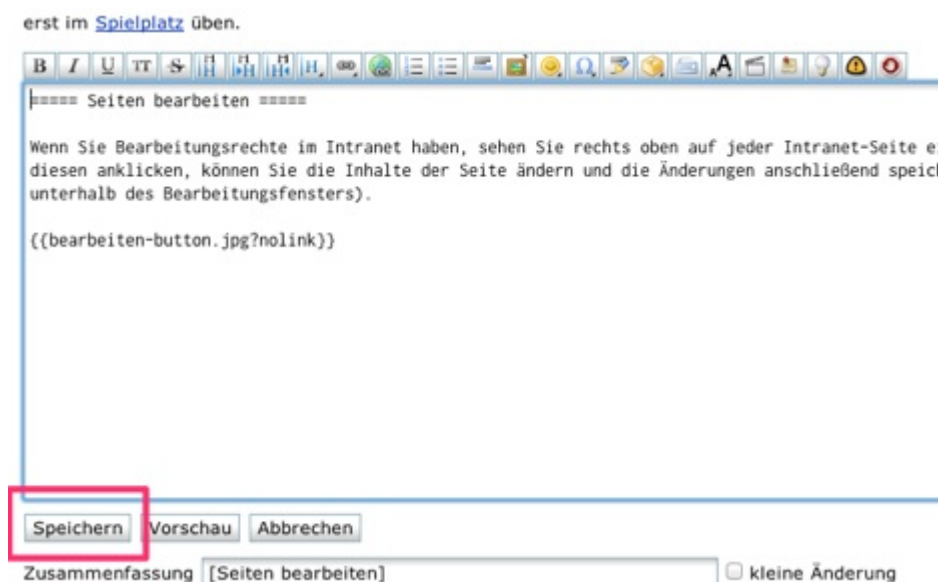 erst im Spielplatz üben.
B I U TT S
===== Seiten bearbeiten =====
Wenn Sie Bearbeitungsrechte im Intranet haben, sehen Sie rechts oben auf jeder Intranet-Seite
diesen anklicken, können Sie die Inhalte der Seite ändern und die Änderungen anschließend
unterhalb des Bearbeitungsfensters).
{{bearbeiten-button.jpg?nolink}}
Speichern Vorschau Abbrechen
Zusammenfassung [Seiten bearbeiten] kleine Änderung